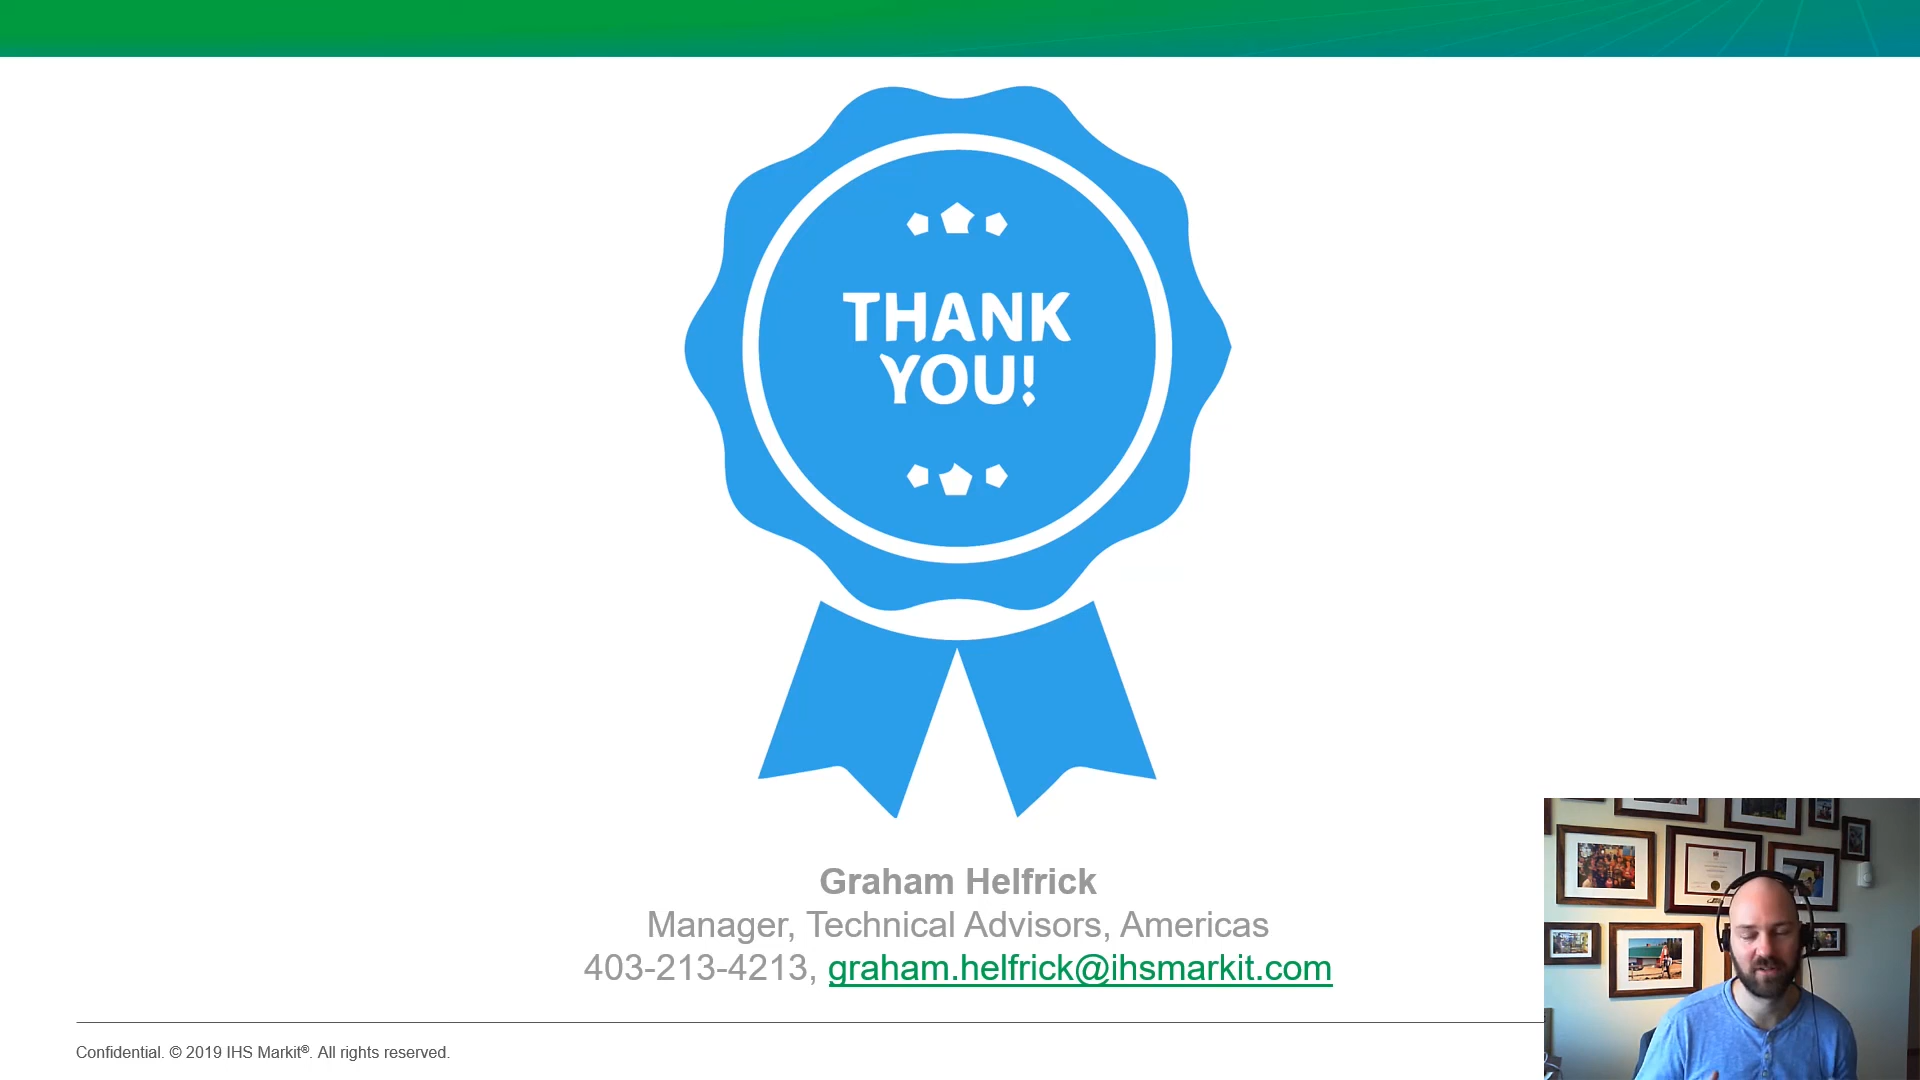 THANK
YOU!
Graham Helfrick
Manager, Technical Advisors, Americas
403-213-4213, graham.helfrick@ihsmarkit.com
Confidential. © 2019 IHS Markit®. All rights reserved.